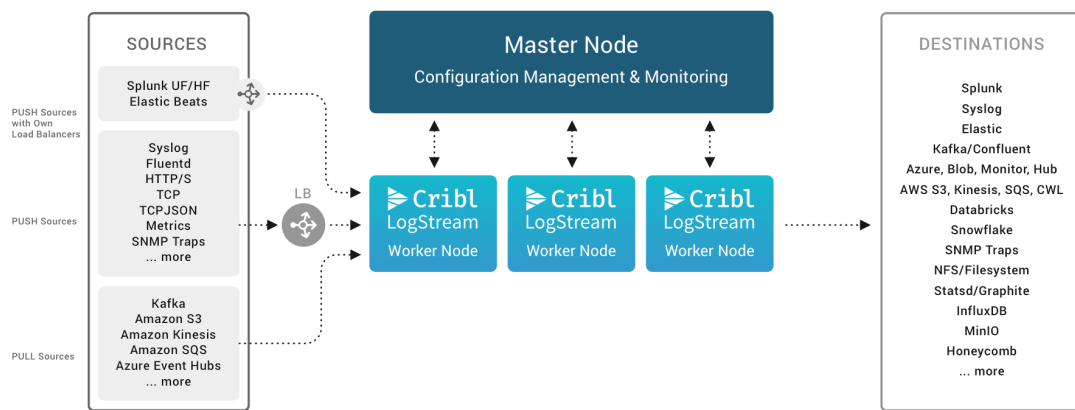 SOURCES
Splunk UF/HF
Elastic Beats
PUSH Sources
with Own
Load Balancers
Syslog
Fluentd
HTTP/S
TCP
TCPJSON
Metrics
SNMP Traps
... more
PUSH Sources
Kafka
Amazon S3
Amazon Kinesis
Amazon SQS
Azure Event Hubs
... more
PULL Sources
LB
Master Node
Configuration Management & Monitoring
Cribl
LogStream
Worker Node
Cribl
LogStream
Worker Node
Cribl
LogStream
Worker Node
DESTINATIONS
Splunk
Syslog
Elastic
Kafka/Confluent
Azure, Blob, Monitor, Hub
AWS S3, Kinesis, SQS, CWL
Databricks
Snowflake
SNMP Traps
NFS/Filesystem
Statsd/Graphite
InfluxDB
MinIO
Honeycomb
... more